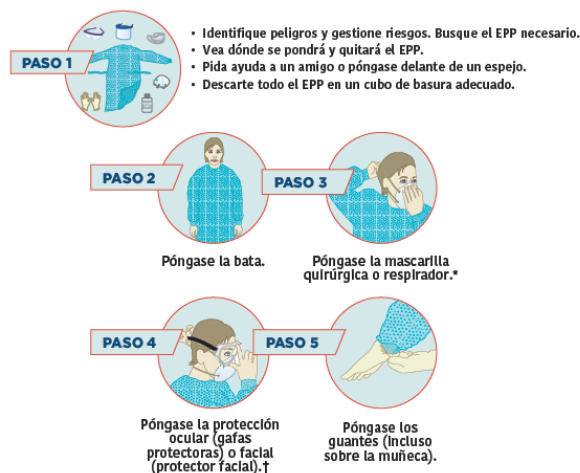 PASO 1
• Identifique peligros y gestione riesgos. Busque el EPP necesario.
• Vea dónde se pondrá y quitará el EPP.
• Pida ayuda a un amigo o póngase delante de un espejo.
• Descarte todo el EPP en un cubo de basura adecuado.
PASO 2
Póngase la bata.
PASO 3
Póngase la mascarilla
quirúrgica o respirador.*
PASO 4
Póngase la protección
ocular (gafas
protectoras) o facial
(protector facial).†
PASO 5
Póngase los
guantes (incluso
sobre la muñeca).